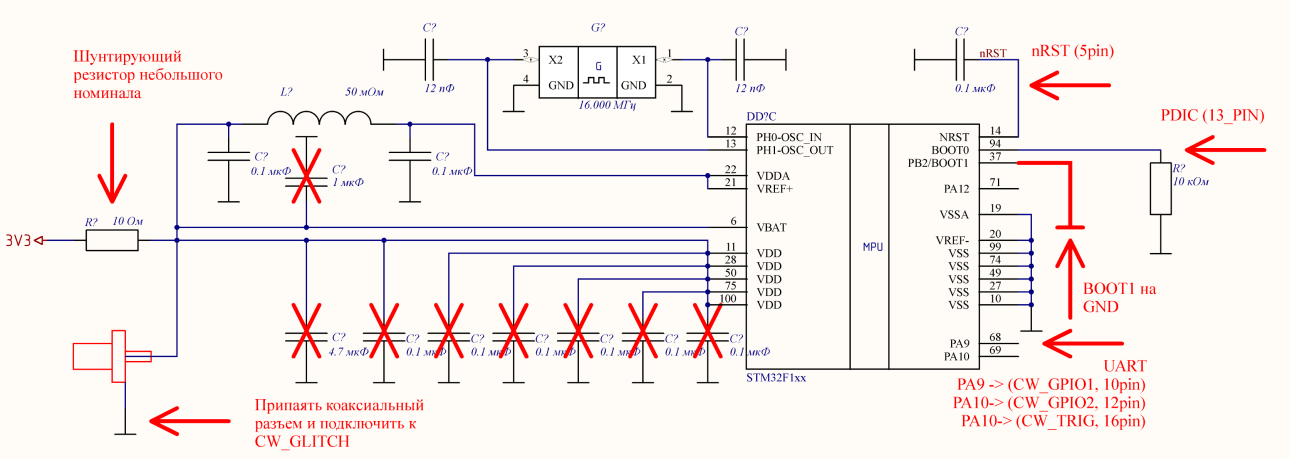 Шунтирующий
резистор небольшого
номинала
L?
50 мОм
C?
0.1 мкФ
C?
1 мкФ
C?
0.1 мкФ
C?
12 пФ
G?
3
X2
G
X1
1
4
GND
GND
2
16.000 МГц
C?
12 пФ
C?
nRST
0.1 мкФ
nRST (5pin)
PDIC (13_PIN)
R?
10 кОм
3V3
R?
10 Ом
DD?C
12
PH0-OSC_IN
13
PH1-OSC_OUT
22
VDDA
21
VREF+
6
VBAT
11
VDD
28
VDD
50
VDD
75
VDD
100
VDD
MPU
NRST
14
BOOT0
94
PB2/BOOT1
37
PA12
71
VSSA
19
VREF-
20
VSS
99
VSS
74
VSS
49
VSS
27
VSS
10
PA9
68
PA10
69
STM32F1xx
BOOT1 на
GND
C?
4.7 мкФ
C?
0.1 мкФ
C?
0.1 мкФ
C?
0.1 мкФ
C?
0.1 мкФ
C?
0.1 мкФ
C?
0.1 мкФ
UART
PA9 -> (CW_GPIO1, 10pin)
PA10-> (CW_GPIO2, 12pin)
PA10-> (CW_TRIG, 16pin)
Припаять коаксиальный
разъем и подключить к
CW_GLITCH